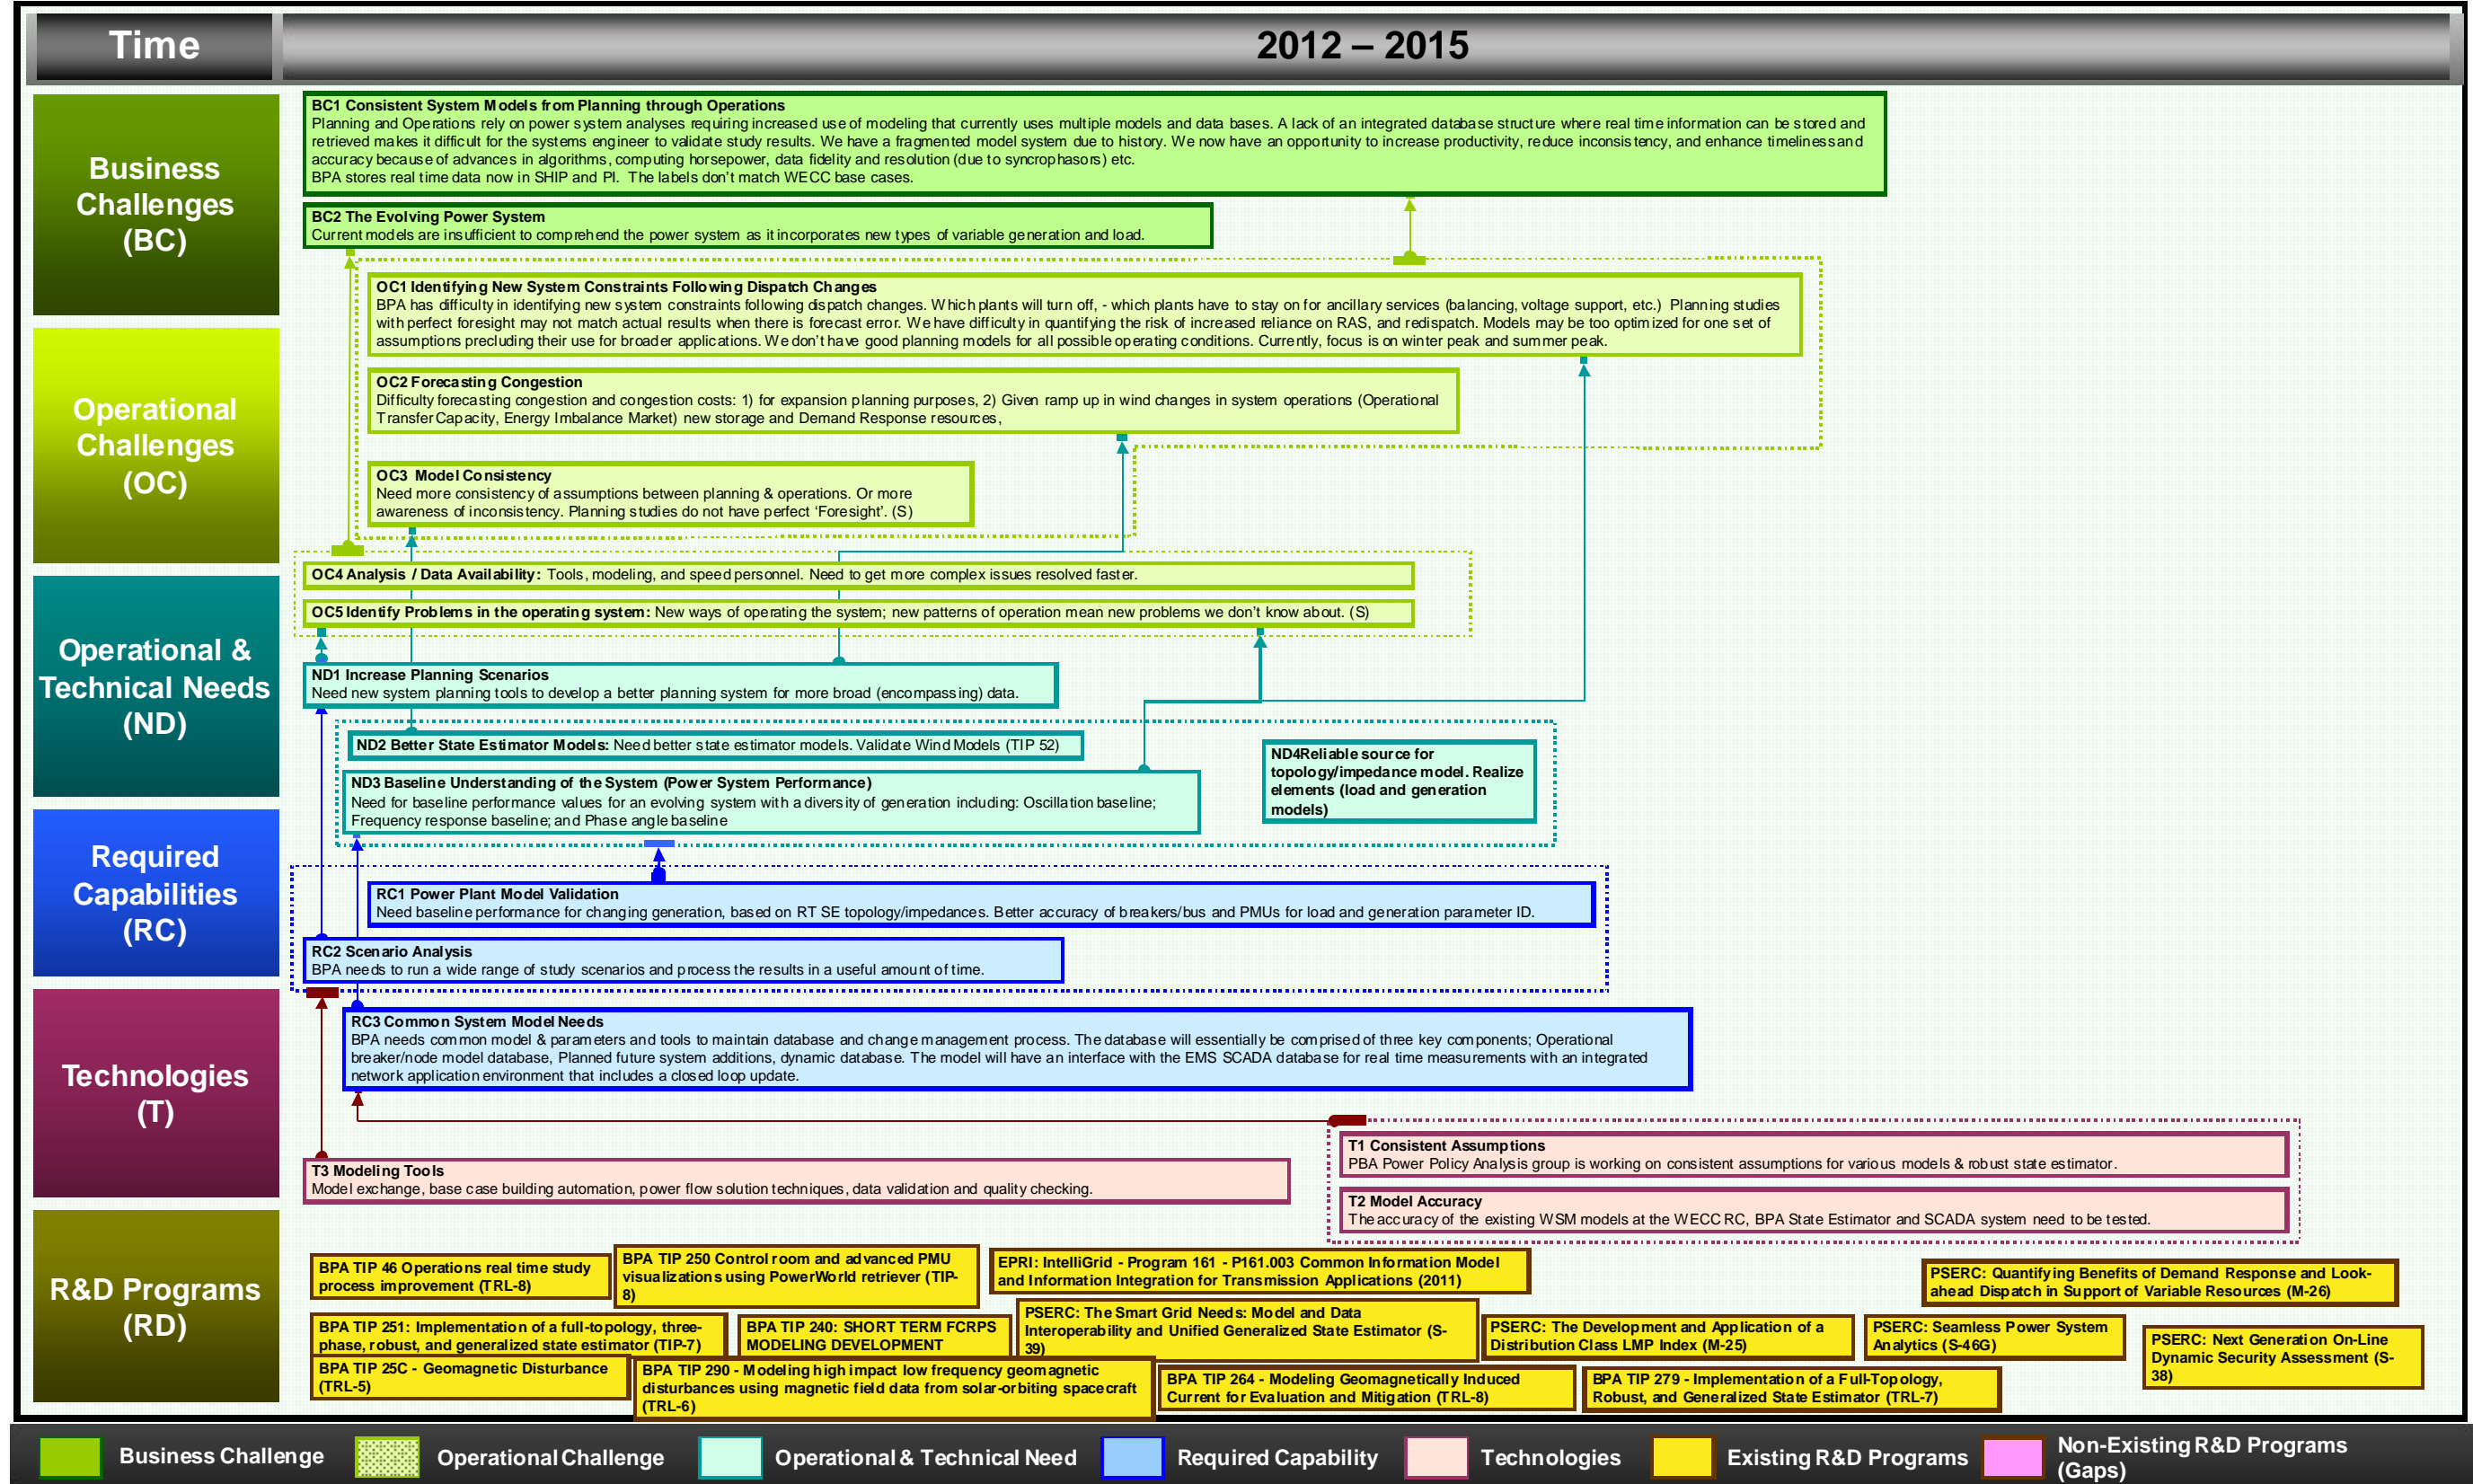 Time
2012 – 2015
Business
Challenges
(BC)
BC1 Consistent System Models from Planning through Operations
Planning and Operations rely on power system analyses requiring increased use of modeling that currently uses multiple models and data bases. A lack of an integrated database structure where real time information can be stored and
retrieved makes it difficult for the systems engineer to validate study results. We have a fragmented model system due to history. We now have an opportunity to increase productivity, reduce inconsistency, and enhance timeliness and
accuracy because of advances in algorithms, computing horsepower, data fidelity and resolution (due to syncrophasors) etc.
BPA stores real time data now in SHIP and PI. The labels don't match WECC base cases.
BC2 The Evolving Power System
Current models are insufficient to comprehend the power system as it incorporates new types of variable generation and load.
Operational
Challenges
(OC)
OC1 Identifying New System Constraints Following Dispatch Changes
BPA has difficulty in identifying new system constraints following dispatch changes. Which plants will turn off, - which plants have to stay on for ancillary services (balancing, voltage support, etc.) Planning studies
with perfect foresight may not match actual results when there is forecast error. We have difficulty in quantifying the risk of increased reliance on RAS, and redispatch. Models may be too optimized for one set of
assumptions precluding their use for broader applications. We don't have good planning models for all possible operating conditions. Currently, focus is on winter peak and summer peak.
OC2 Forecasting Congestion
Difficulty forecasting congestion and congestion costs: 1) for expansion planning purposes, 2) Given ramp up in wind changes in system operations (Operational
Transfer Capacity, Energy Imbalance Market) new storage and Demand Response resources,
OC3 Model Consistency
Need more consistency of assumptions between planning & operations. Or more
awareness of inconsistency. Planning studies do not have perfect 'Foresight'. (S)
OC4 Analysis / Data Availability: Tools, modeling, and speed personnel. Need to get more complex issues resolved faster.
OC5 Identify Problems in the operating system: New ways of operating the system; new patterns of operation mean new problems we don't know about. (S)
Operational &
Technical Needs
(ND)
ND1 Increase Planning Scenarios
Need new system planning tools to develop a better planning system for more broad (encompassing) data.
ND2 Better State Estimator Models: Need better state estimator models. Validate Wind Models (TIP 52)
ND3 Baseline Understanding of the System (Power System Performance)
Need for baseline performance values for an evolving system with a diversity of generation including: Oscillation baseline;
Frequency response baseline; and Phase angle baseline
ND4Reliable source for
topology/impedance model. Realize
elements (load and generation
models)
Required
Capabilities
(RC)
RC1 Power Plant Model Validation
Need baseline performance for changing generation, based on RT SE topology/impedances. Better accuracy of breakers/bus and PMUs for load and generation parameter ID.
RC2 Scenario Analysis
BPA needs to run a wide range of study scenarios and process the results in a useful amount of time.
RC3 Common System Model Needs
BPA needs common model & parameters and tools to maintain database and change management process. The database will essentially be comprised of three key components; Operational
breaker/node model database, Planned future system additions, dynamic database. The model will have an interface with the EMS SCADA database for real time measurements with an integrated
network application environment that includes a closed loop update.
Technologies
(T)
T1 Consistent Assumptions
PBA Power Policy Analysis group is working on consistent assumptions for various models & robust state estimator.
T3 Modeling Tools
Model exchange, base case building automation, power flow solution techniques, data validation and quality checking.
T2 Model Accuracy
The accuracy of the existing WSM models at the WECC RC, BPA State Estimator and SCADA system need to be tested.
R&D Programs
(RD)
BPA TIP 46 Operations real time study
process improvement (TRL-8)
BPA TIP 250 Control room and advanced PMU
visualizations using PowerWorld retriever (TIP-
8)
EPRI: IntelliGrid - Program 161 - P161.003 Common Information Model
and Information Integration for Transmission Applications (2011)
PSERC: Quantifying Benefits of Demand Response and Look-
ahead Dispatch in Support of Variable Resources (M-26)
BPA TIP 251: Implementation of a full-topology, three-
phase, robust, and generalized state estimator (TIP-7)
BPA TIP 240: SHORT TERM FCRPS
MODELING DEVELOPMENT
PSERC: The Smart Grid Needs: Model and Data
Interoperability and Unified Generalized State Estimator (S-
39)
PSERC: The Development and Application of a
Distribution Class LMP Index (M-25)
PSERC: Seamless Power System
Analytics (S-46G)
PSERC: Next Generation On-Line
Dynamic Security Assessment (S-
38)
BPA TIP 25C - Geomagnetic Disturbance
(TRL-5)
BPA TIP 290 - Modeling high impact low frequency geomagnetic
disturbances using magnetic field data from solar-orbiting spacecraft
(TRL-6)
BPA TIP 264 - Modeling Geomagnetically Induced
Current for Evaluation and Mitigation (TRL-8)
BPA TIP 279 - Implementation of a Full-Topology,
Robust, and Generalized State Estimator (TRL-7)
Business Challenge
Operational Challenge
Operational & Technical Need
Required Capability
Technologies
Existing R&D Programs
Non-Existing R&D Programs
(Gaps)